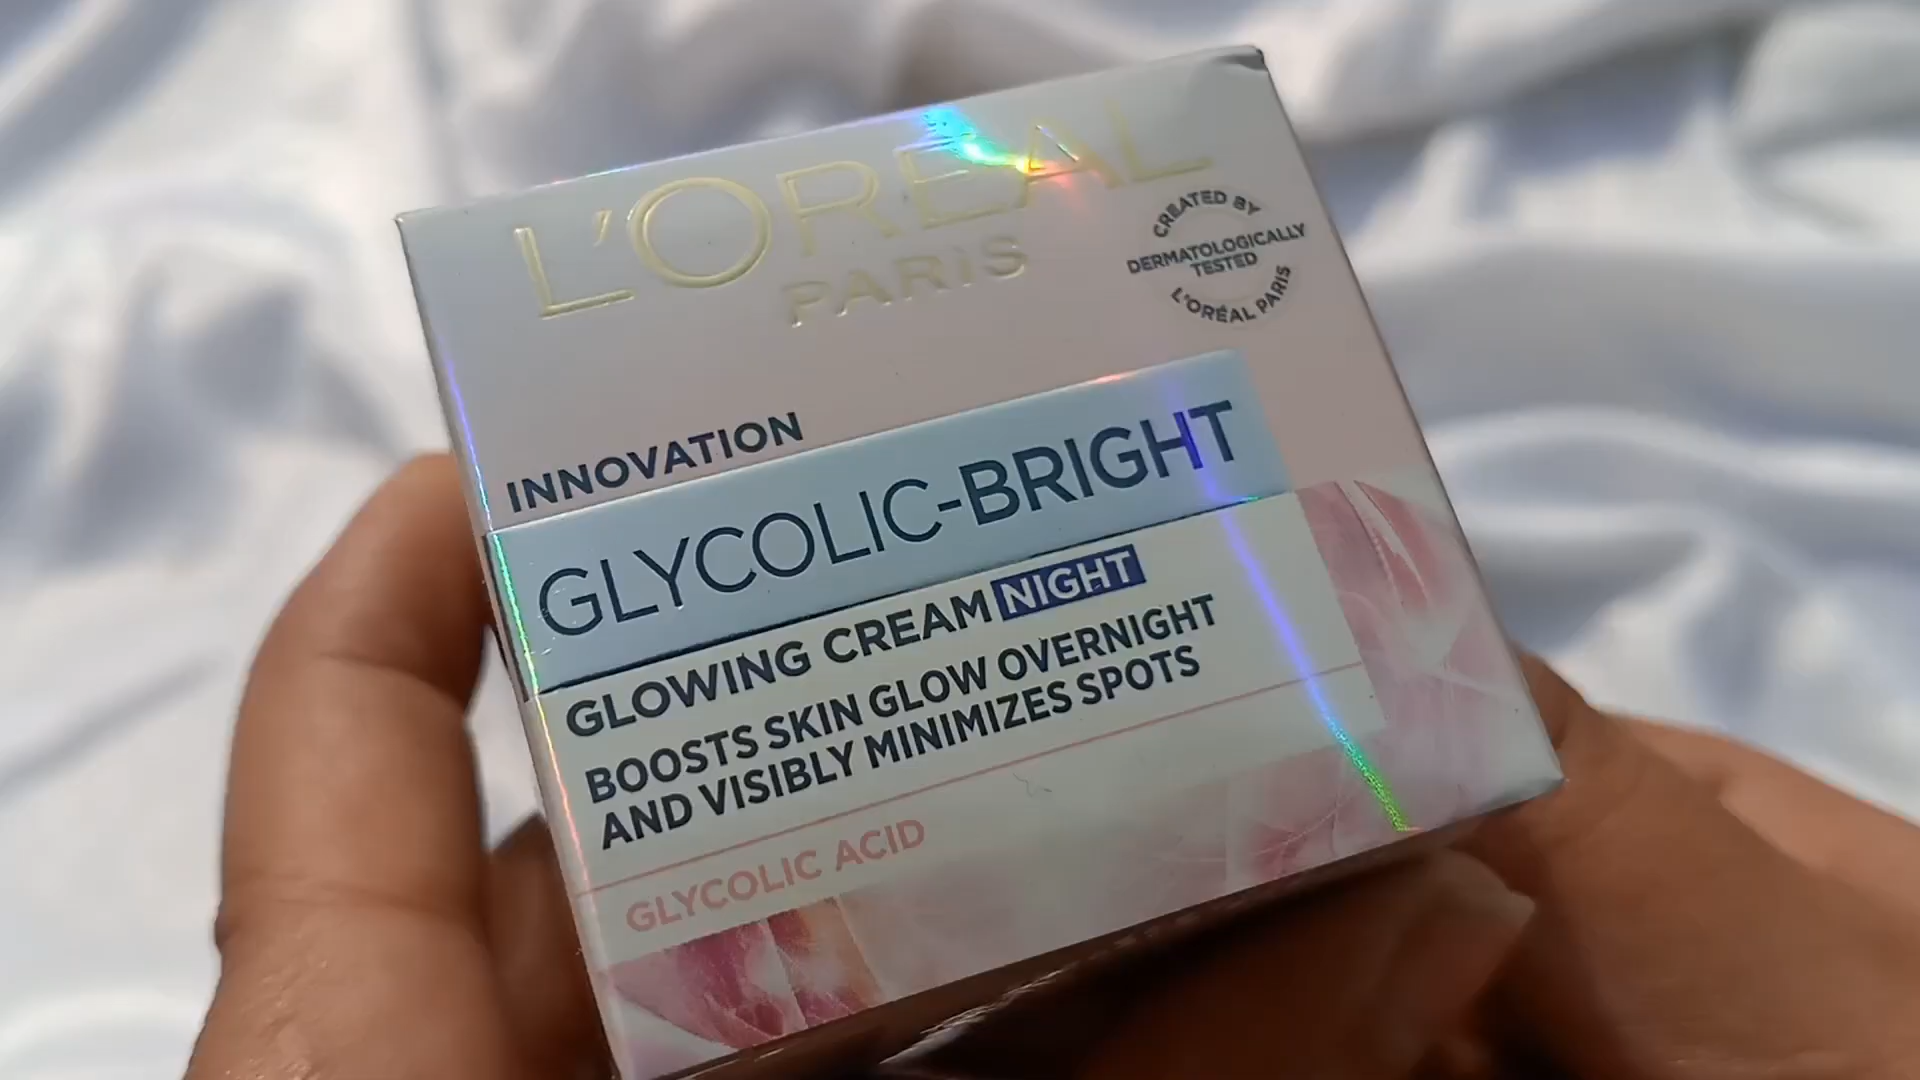 L'OREAL
PARIS
CREATED BY
DERMATOLOGICALLY
TESTED
L'ORÉAL PARIS
INNOVATION
GLYCOLIC-BRIGHT
GLOWING CREAM NIGHT
BOOSTS SKIN GLOW OVERNIGHT
AND VISIBLY MINIMIZES SPOTS
GLYCOLIC ACID